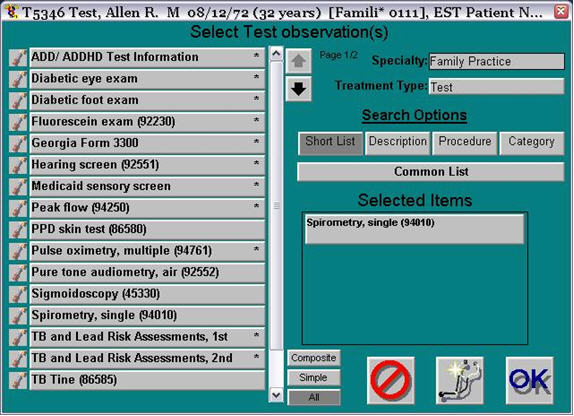 T5346 Test, Allen R.  M  08/12/72 (32 years)  [Famili* 0111], EST Patient N...
Select Test observation(s)
ADD/ ADDHD Test Information *
Diabetic eye exam *
Diabetic foot exam *
Fluorescein exam (92230) *
Georgia Form 3300 *
Hearing screen (92551) *
Medicaid sensory screen *
Peak flow (94250) *
PPD skin test (86580)
Pulse oximetry, multiple (94761) *
Pure tone audiometry, air (92552)
Sigmoidoscopy (45330)
Spirometry, single (94010)
TB and Lead Risk Assessments, 1st *
TB and Lead Risk Assessments, 2nd *
TB Tine (86585)
Page 1/2
Specialty: Family Practice
Treatment Type: Test
Search Options
Short List Description Procedure Category
Common List
Selected Items
Spirometry, single (94010)
Composite
Simple
All
OK